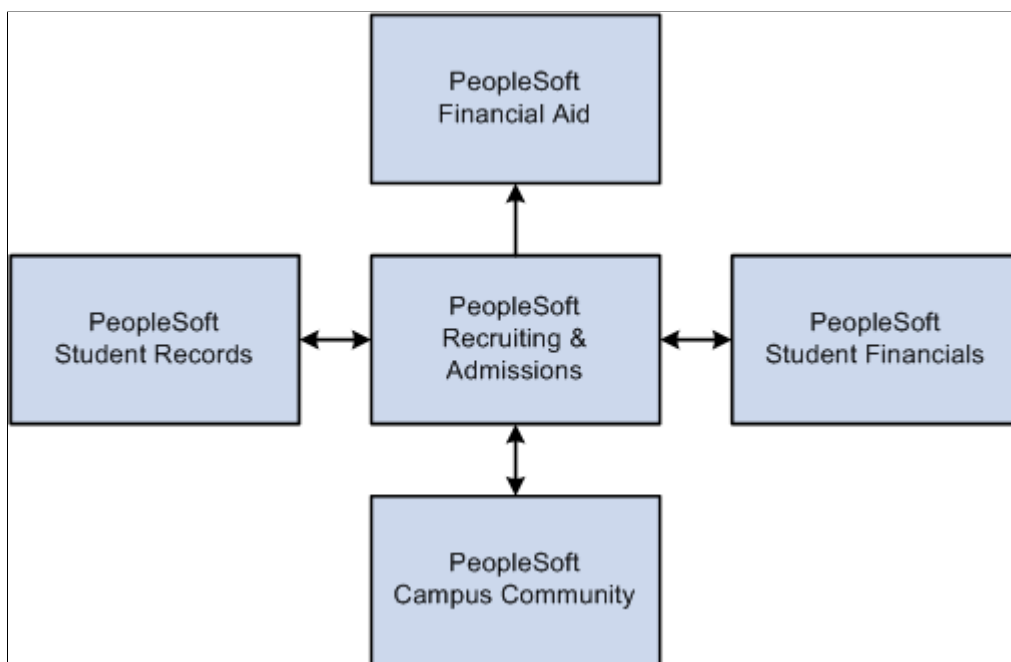 PeopleSoft
Financial Aid
PeopleSoft
Student Records
PeopleSoft
Recruiting &
Admissions
PeopleSoft
Student Financials
PeopleSoft
Campus Community